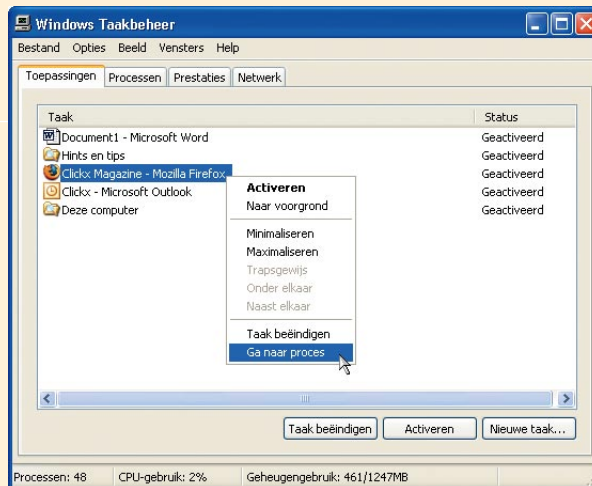 Windows Taakbeheer
Bestand Opties Beeld Vensters Help
Toepassingen Processen Prestaties Netwerk
Taak Status
Document1 - Microsoft Word Geactiveerd
Hints en tips Geactiveerd
Clickx Magazine - Mozilla Firefox Geactiveerd
Clickx - Microsoft Outlook Geactiveerd
Deze computer Geactiveerd
Activeren
Naar voorgrond
Minimaliseren
Maximaliseren
Trapsgewijs
Onder elkaar
Naast elkaar
Taak beëindigen
Ga naar proces
Taak beëindigen Activeren Nieuwe taak...
Processen: 48 CPU-gebruik: 2% Geheugengebruik: 461/1247MB